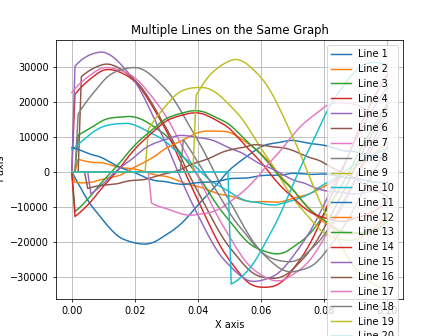 Multiple Lines on the Same Graph
30000
20000
10000
0
−10000
−20000
−30000
0.00
0.02
0.04
0.06
0.10
X axis
axis
Line 1
Line 2
Line 3
Line 4
Line 5
Line 6
Line 7
Line 8
Line 9
Line 10
Line 11
Line 12
Line 13
Line 14
Line 15
Line 16
Line 17
Line 18
Line 19
Line 20